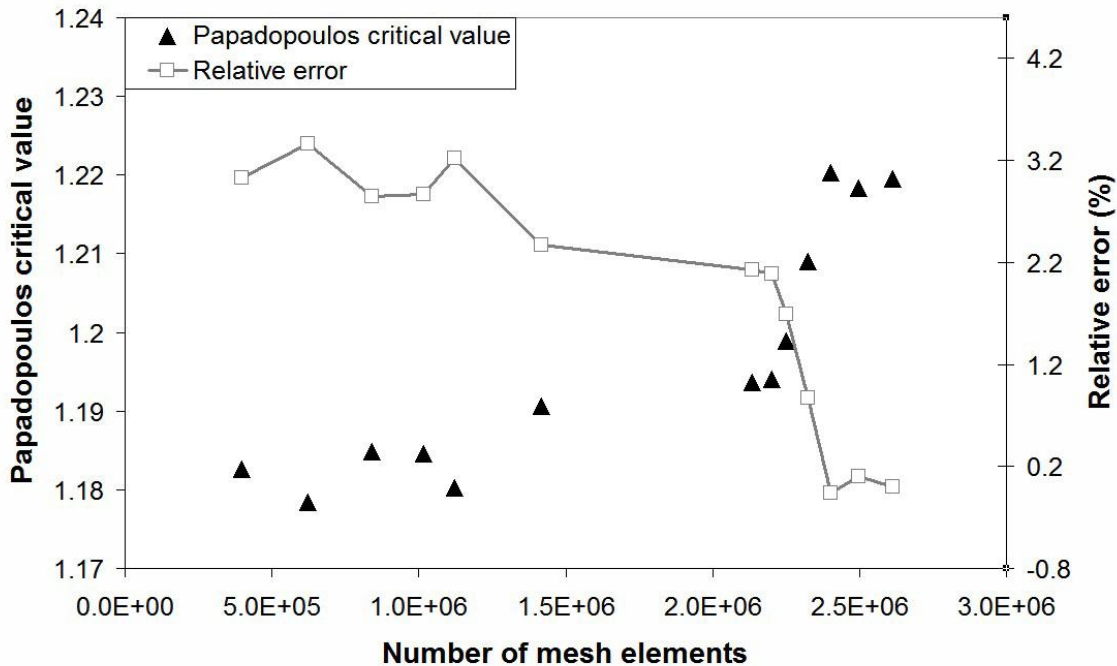 Papadopoulos critical value
Relative error
1.24
1.23
1.22
1.21
1.2
1.19
1.18
1.17
Papadopoulos critical value
4.2
3.2
2.2
1.2
0.2
-0.8
Relative error (%)
0.0E+00 5.0E+05 1.0E+06 1.5E+06 2.0E+06 2.5E+06 3.0E+06
Number of mesh elements